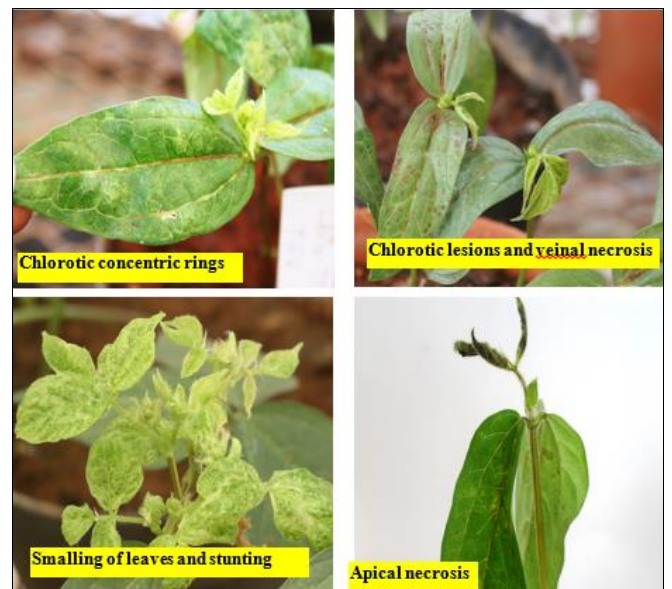 Chlorotic concentric rings
Chlorotic lesions and veinal necrosis
Smalling of leaves and stunting
Apical necrosis